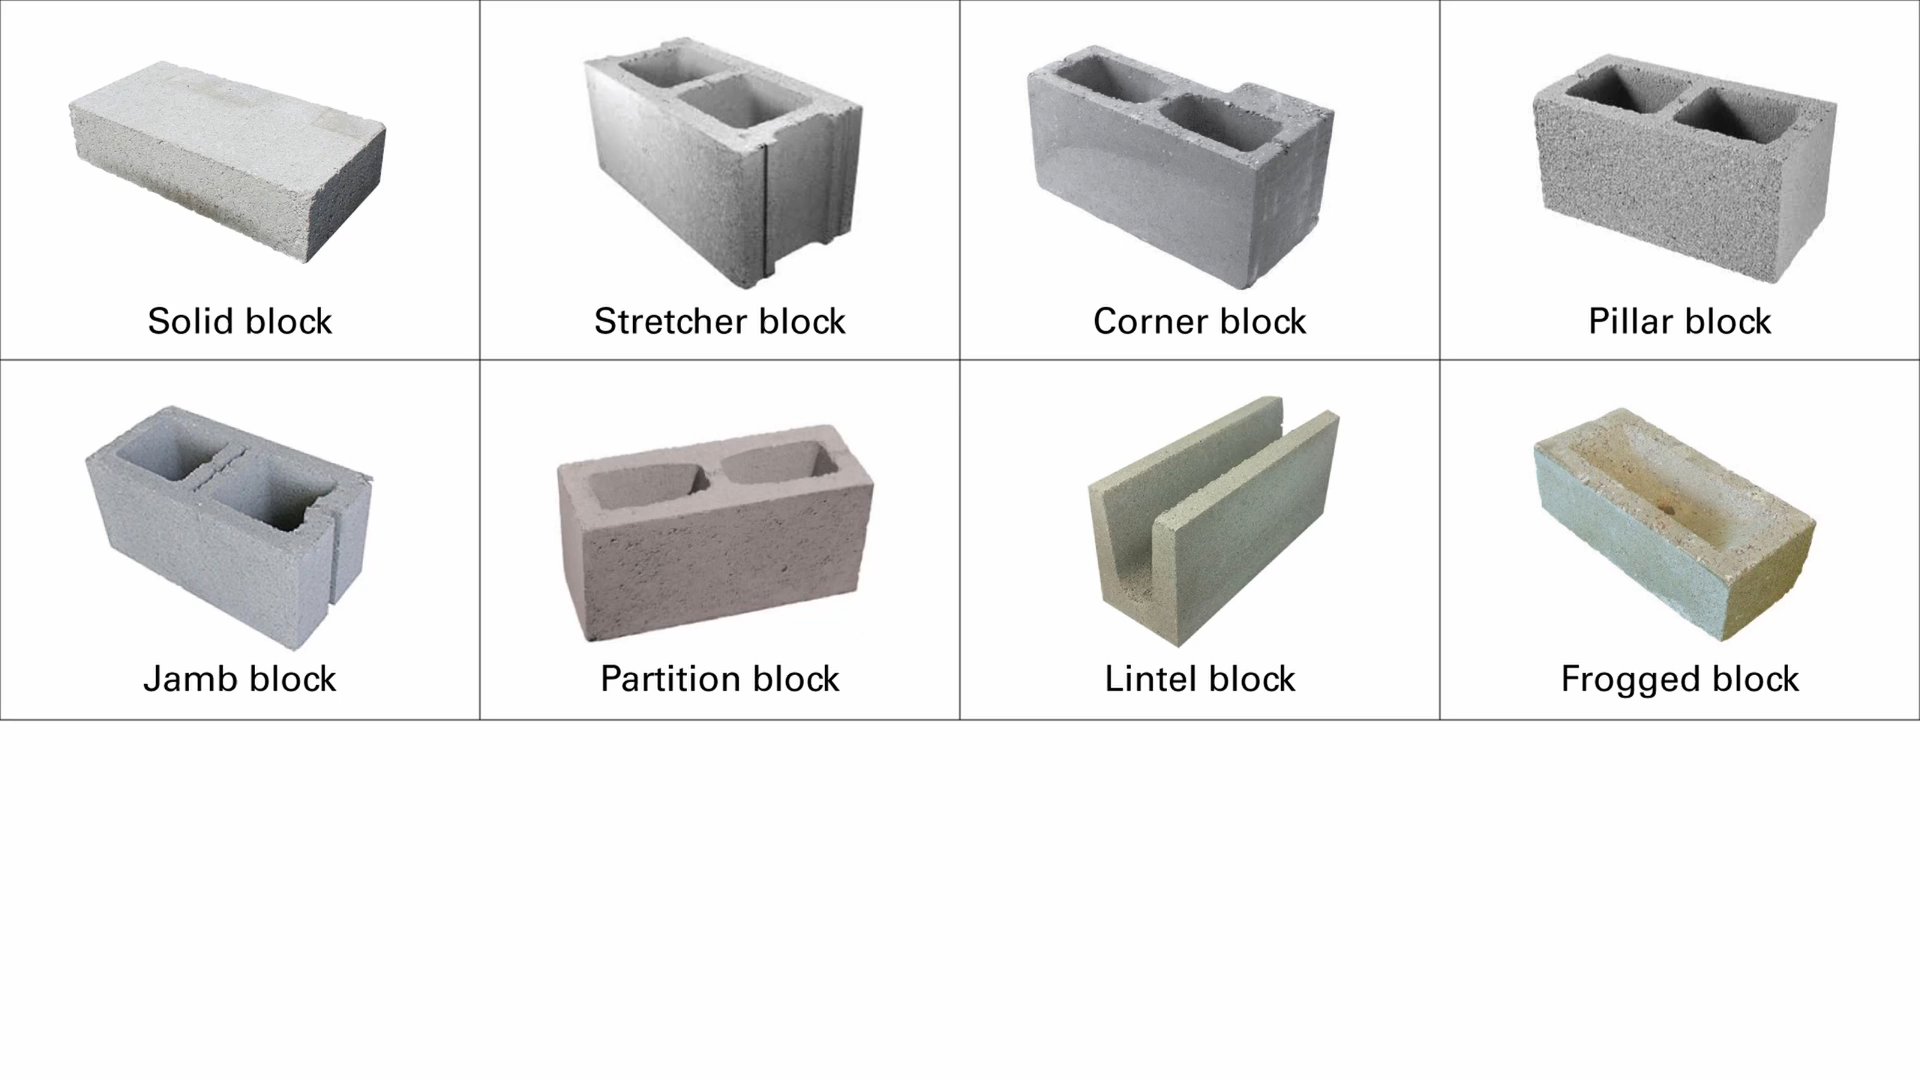 Solid block
Stretcher block
Corner block
Pillar block
Jamb block
Partition block
Lintel block
Frogged block